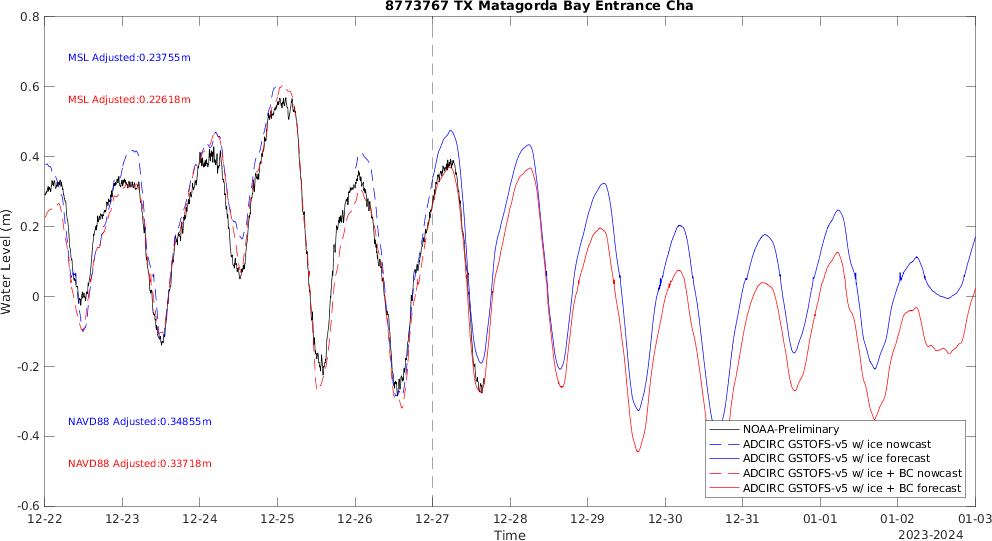 8773767 TX Matagorda Bay Entrance Cha
0.8
0.6
0.4
0.2
0
-0.2
-0.4
-0.6
Water Level (m)
MSL Adjusted:0.23755m
MSL Adjusted:0.22618m
NAVD88 Adjusted:0.34855m
NAVD88 Adjusted:0.33718m
NOAA-Preliminary
ADCIRC GSTOFS-v5 w/ ice nowcast
ADCIRC GSTOFS-v5 w/ ice forecast
ADCIRC GSTOFS-v5 w/ ice + BC nowcast
ADCIRC GSTOFS-v5 w/ ice + BC forecast
12-22 12-23 12-24 12-25 12-26 12-27 12-28 12-29 12-30 12-31 01-01 01-02 01-03
Time
2023-2024